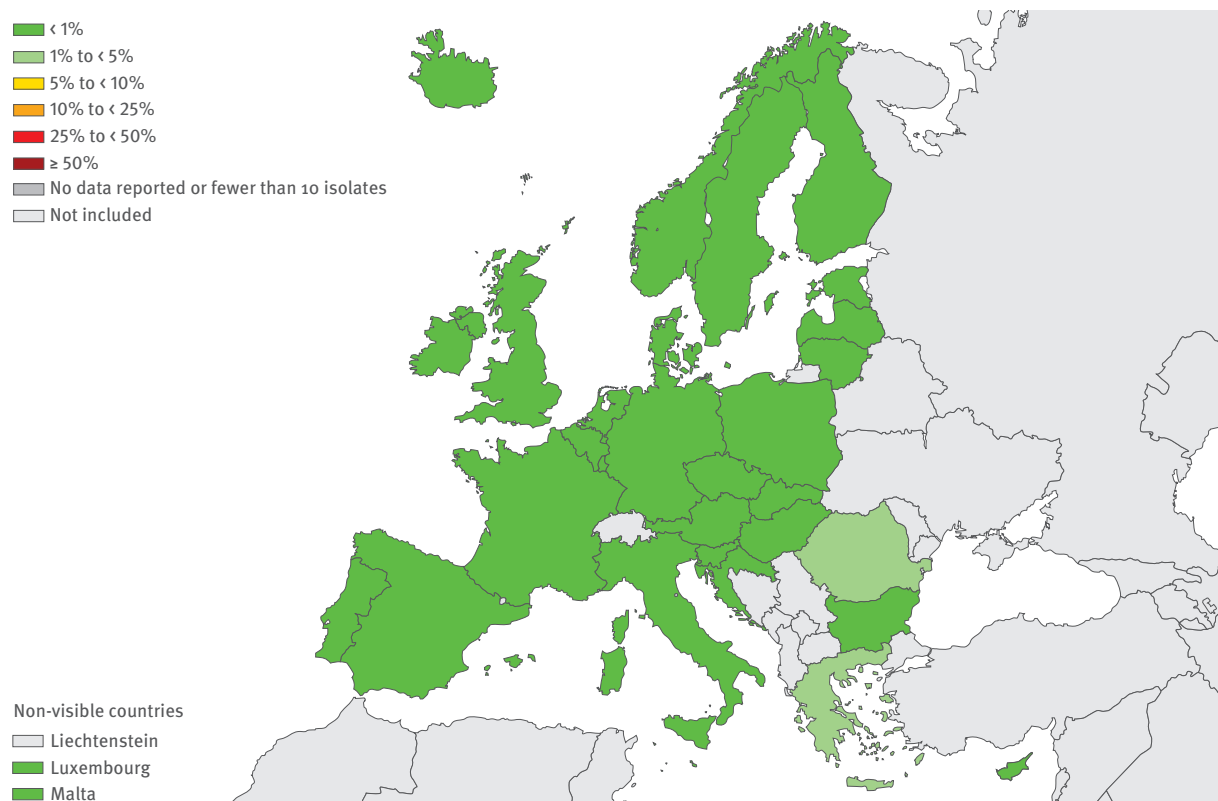 < 1%
1% to < 5%
5% to < 10%
10% to < 25%
25% to < 50%
≥ 50%
No data reported or fewer than 10 isolates
Not included
Non-visible countries
Liechtenstein
Luxembourg
Malta